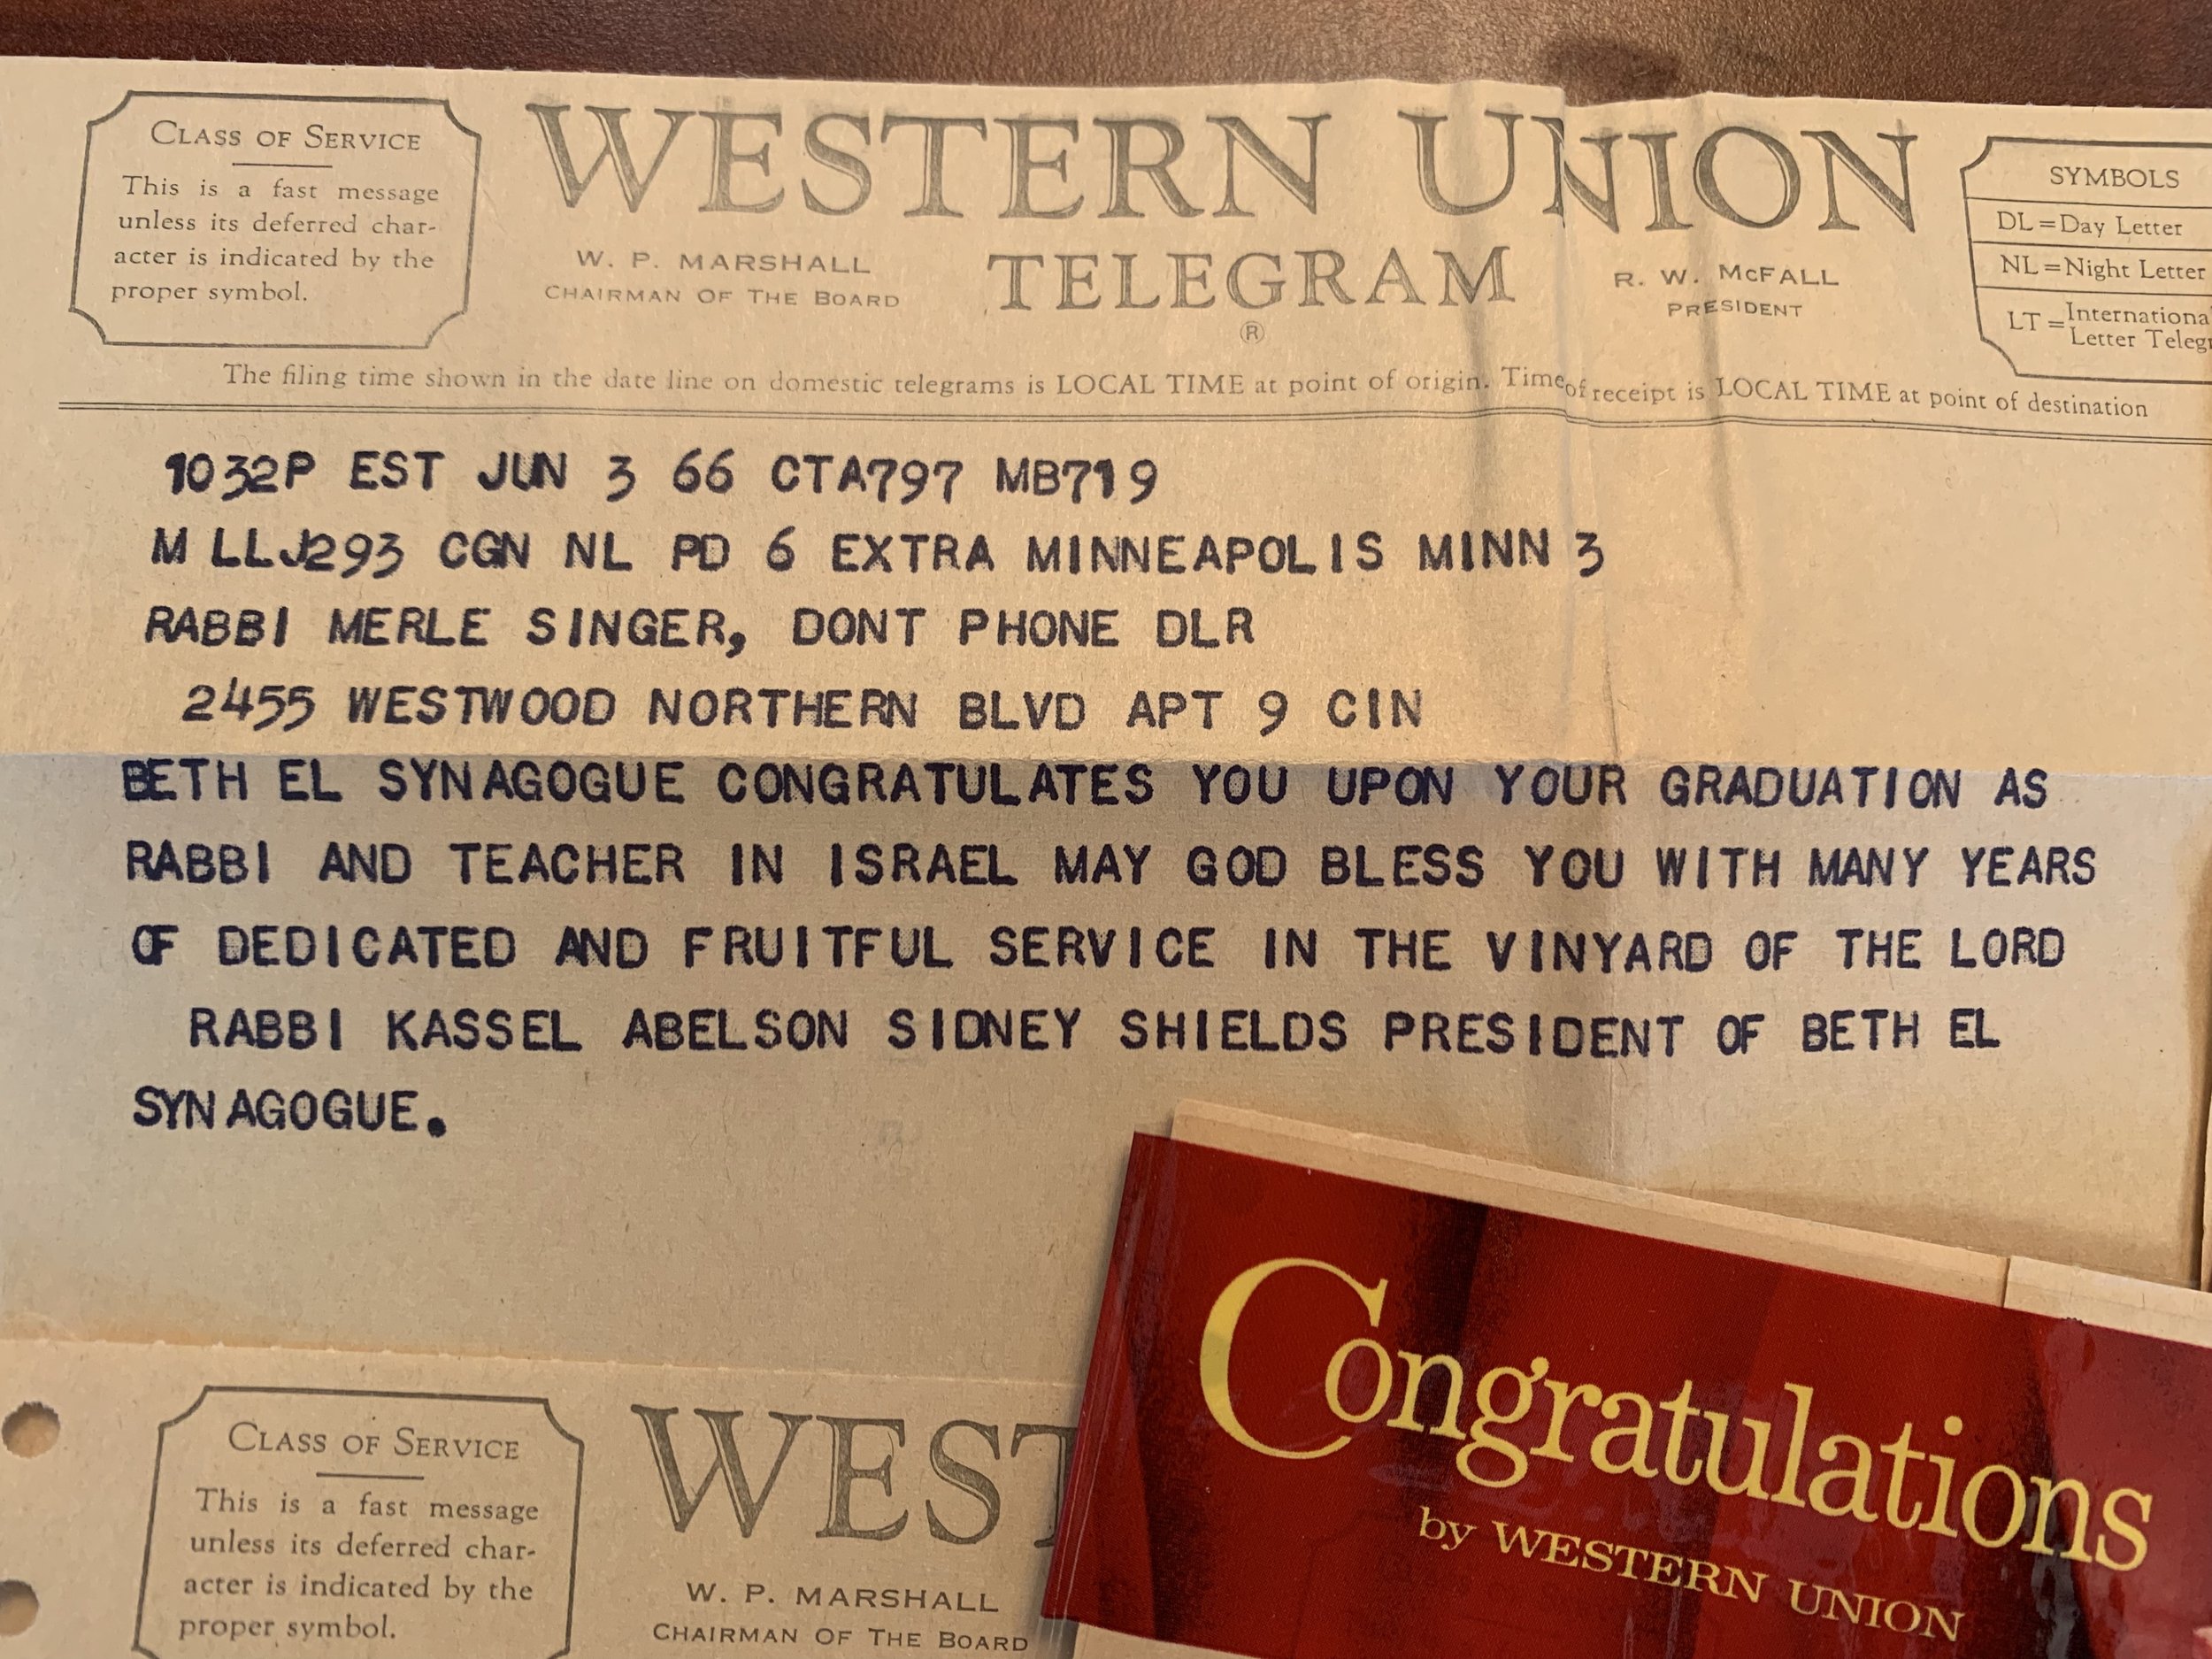 CLASS OF SERVICE
This is a fast message
unless its deferred char-
acter is indicated by the
proper symbol.
WESTERN UNION
TELEGRAM
®
W. P. MARSHALL
CHAIRMAN OF THE BOARD
R. W. McFALL
PRESIDENT
SYMBOLS
DL=Day Letter
NL=Night Letter
LT=Internationa
Letter Telegr
The filing time shown in the date line on domestic telegrams is LOCAL TIME at point of origin. Time of receipt is LOCAL TIME at point of destination
1032P EST JUN 3 66 CTA797 MB719
M LLJ293 CGN NL PD 6 EXTRA MINNEAPOLIS MINN 3
RABBI MERLE SINGER, DONT PHONE DLR
2455 WESTWOOD NORTHERN BLVD APT 9 CIN
BETH EL SYNAGOGUE CONGRATULATES YOU UPON YOUR GRADUATION AS
RABBI AND TEACHER IN ISRAEL MAY GOD BLESS YOU WITH MANY YEARS
OF DEDICATED AND FRUITFUL SERVICE IN THE VINYARD OF THE LORD
RABBI KASSEL ABELSON SIDNEY SHIELDS PRESIDENT OF BETH EL
SYNAGOGUE.
CLASS OF SERVICE
This is a fast message
unless its deferred char-
acter is indicated by the
proper symbol.
WEST
W. P. MARSHALL
CHAIRMAN OF THE BOARD
Congratulations
by WESTERN UNION